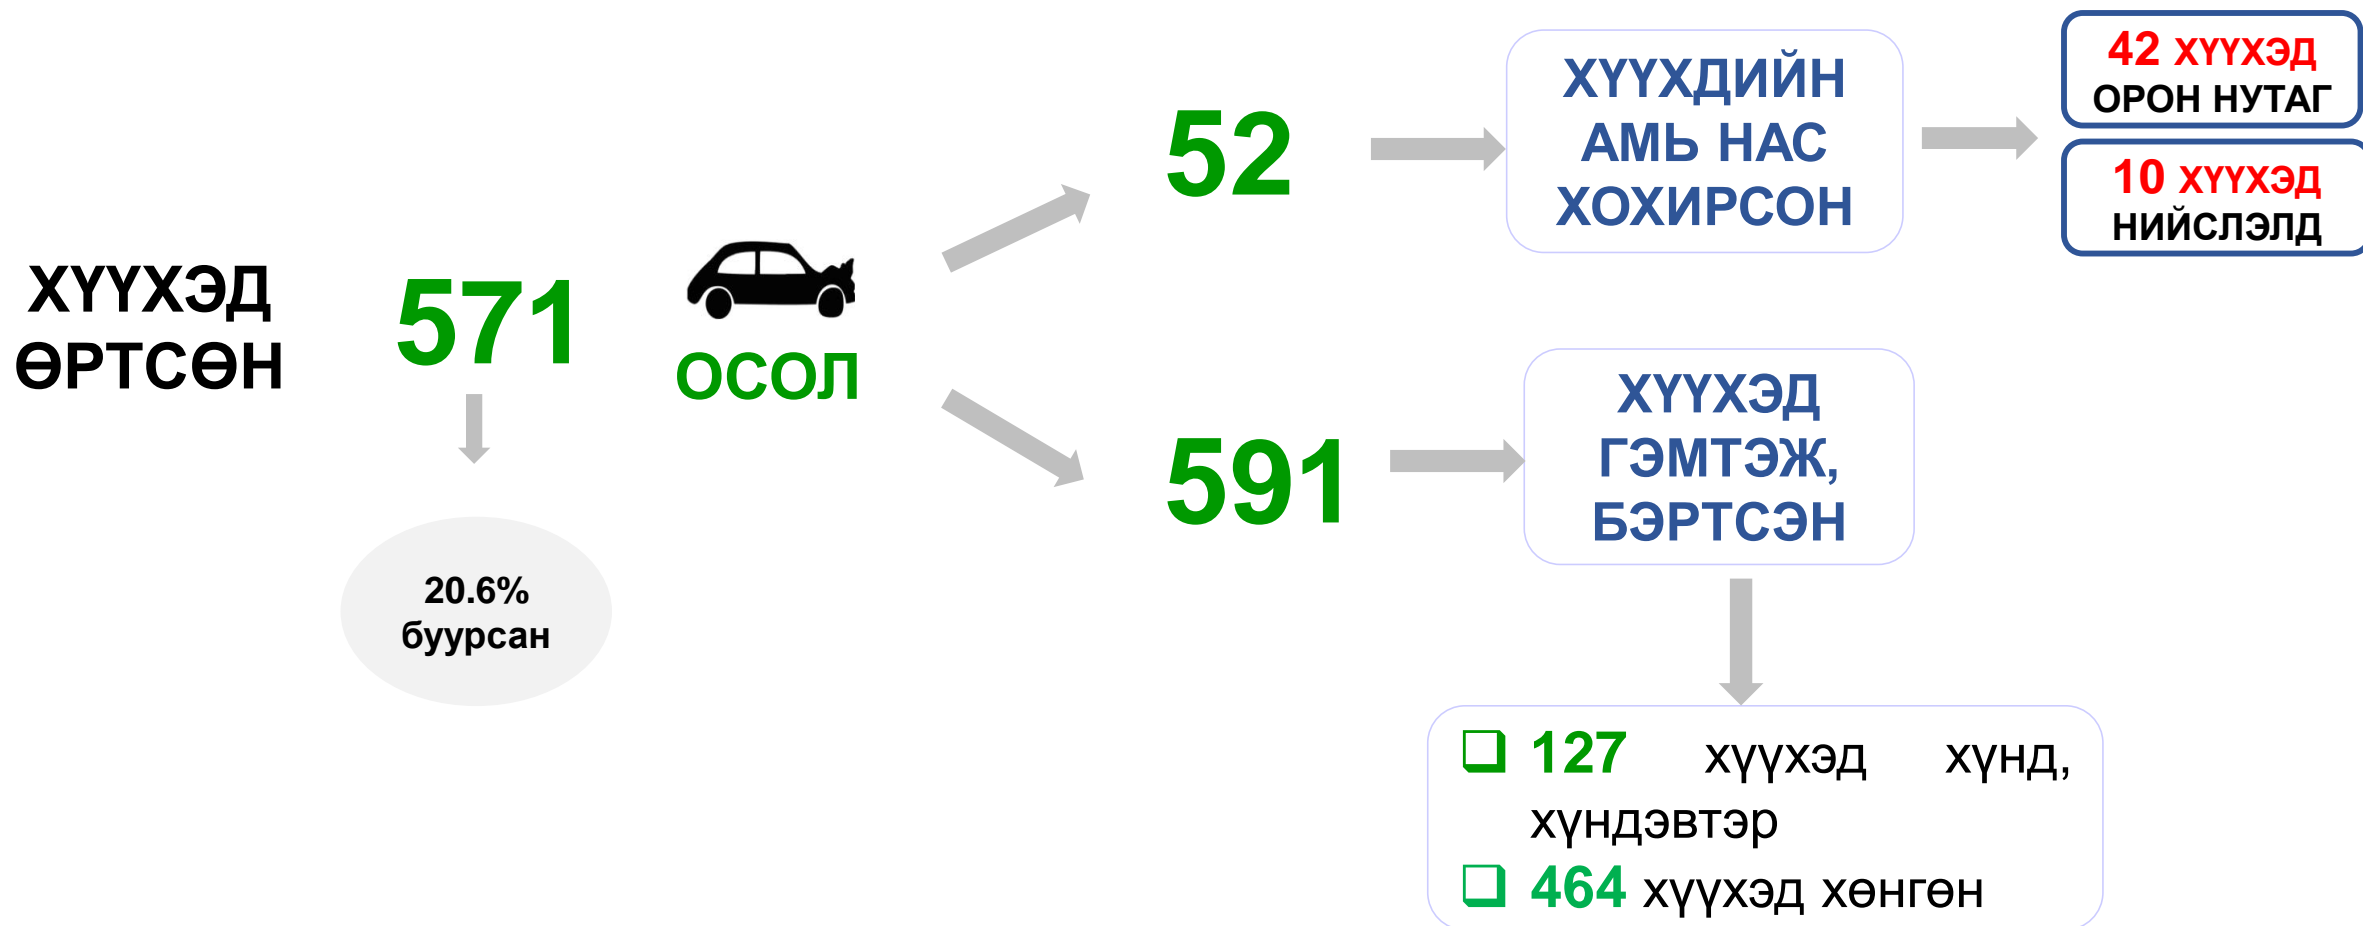 ХҮҮХЭД
ӨРТСӨН
571
20.6%
буурсан
ОСОЛ
52
ХҮҮХДИЙН
АМЬ НАС
ХОХИРСОН
42 ХҮҮХЭД
ОРОН НУТАГ
10 ХҮҮХЭД
НИЙСЛЭЛД
591
ХҮҮХЭД
ГЭМТЭЖ,
БЭРТСЭН
127 хүүхэд хүнд,
хүндэвтэр
464 хүүхэд хөнгөн